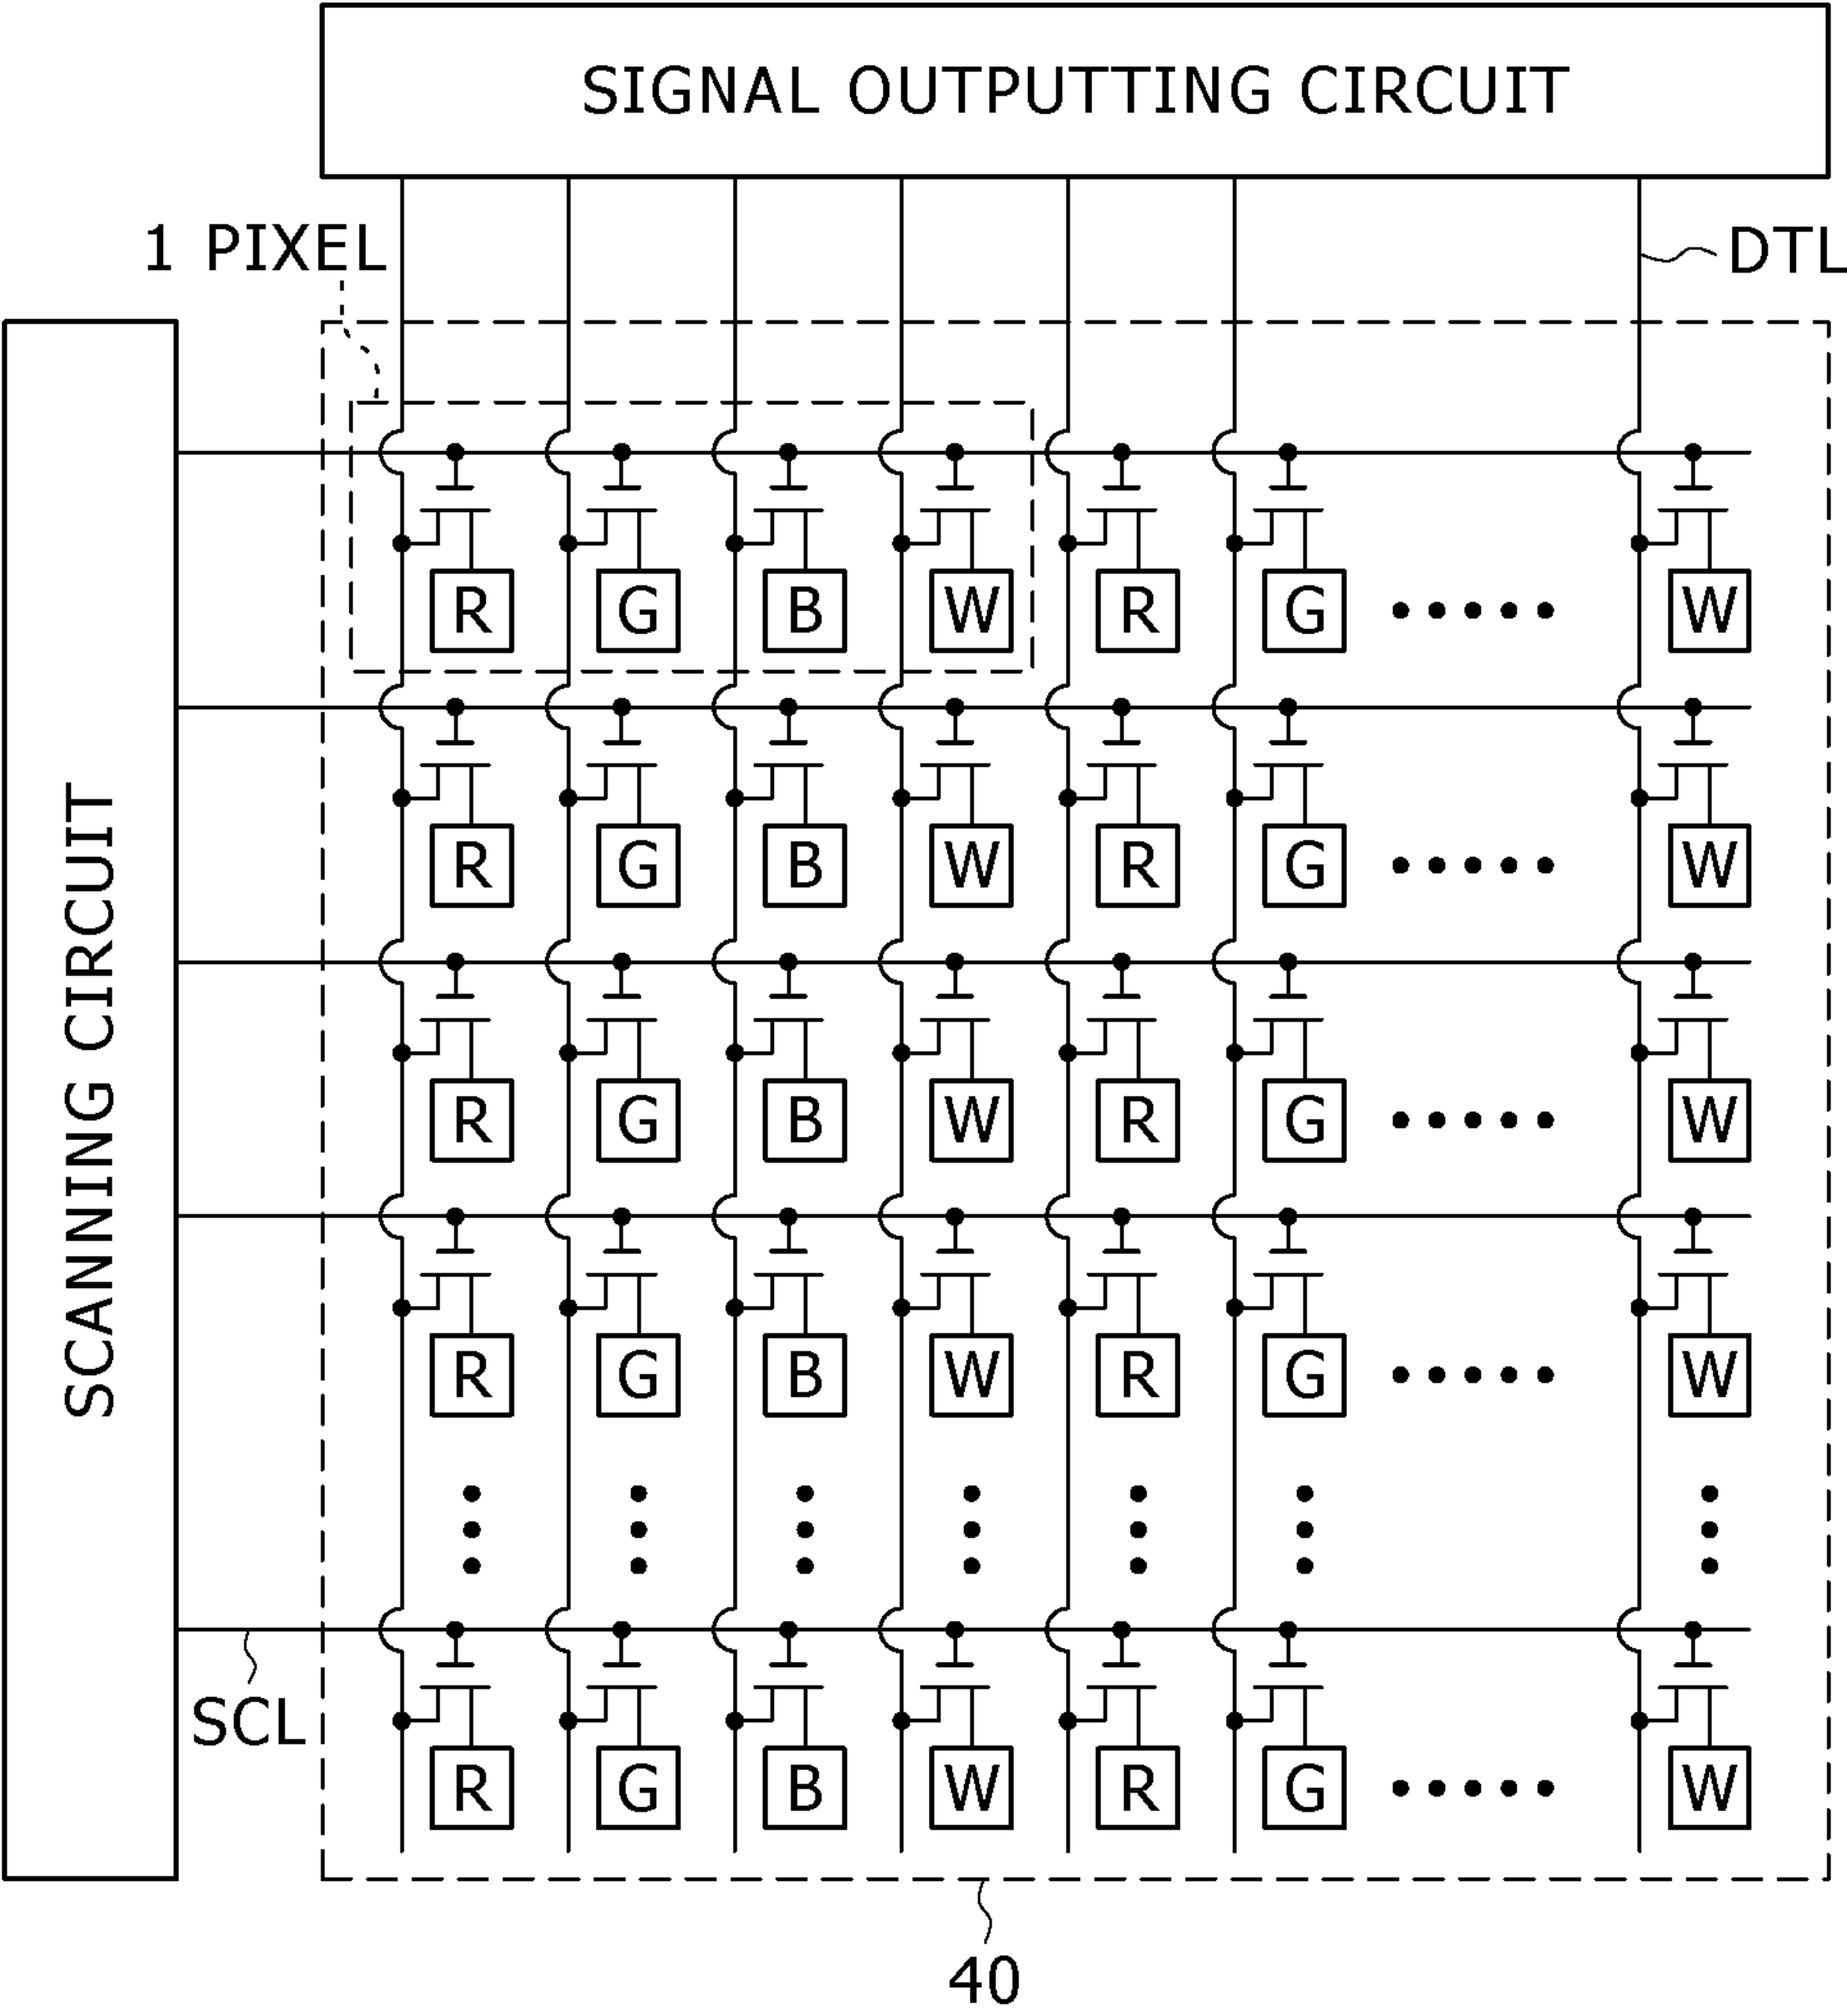 SIGNAL OUTPUTTING CIRCUIT
1 PIXEL
DTL
SCANNING CIRCUIT
R G B W R G ••••• W
R G B W R G ••••• W
R G B W R G ••••• W
R G B W R G ••••• W
SCL
R G B W R G ••••• W
40